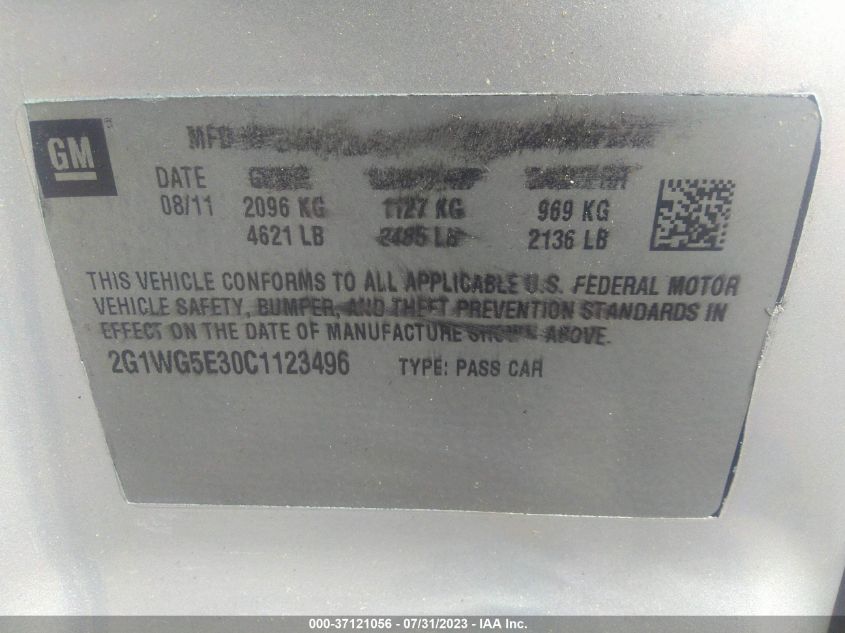 GM
MFD
DATE
08/11 2096 KG 1127 KG 969 KG
4621 LB 2485 LB 2136 LB
THIS VEHICLE CONFORMS TO ALL APPLICABLE U.S. FEDERAL MOTOR
VEHICLE SAFETY, BUMPER, AND THEFT PREVENTION STANDARDS IN
EFFECT ON THE DATE OF MANUFACTURE SHOWN ABOVE.
2G1WG5E30C1123496 TYPE: PASS CAR
000-37121056 - 07/31/2023 - IAA Inc.